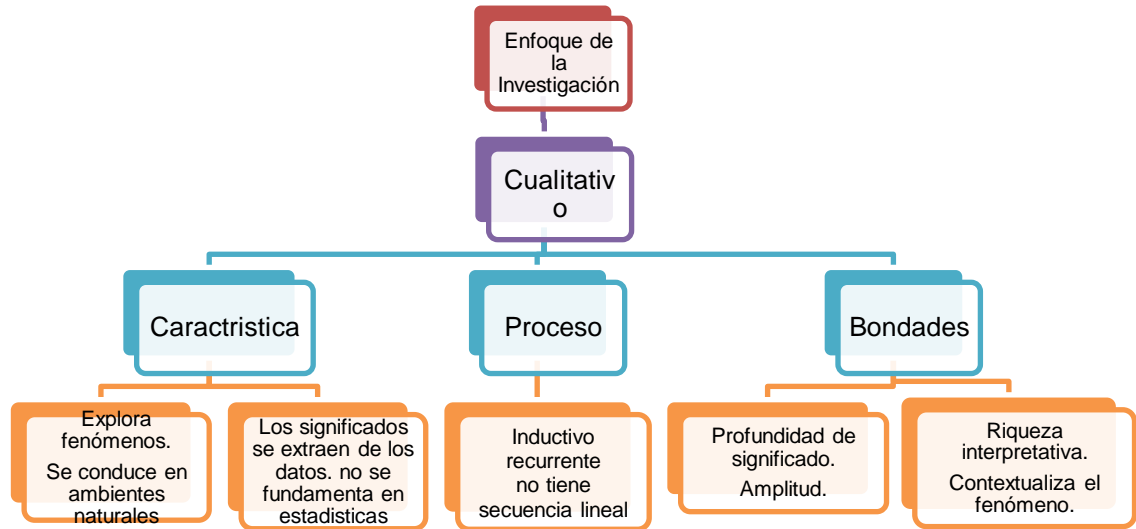 Enfoque de
la
Investigación
Cualitativ
o
Caractristica
Proceso
Bondades
Explora
fenómenos.
Se conduce en
ambientes
naturales
Los significados
se extraen de los
datos. no se
fundamenta en
estadisticas
Inductivo
recurrente
no tiene
secuencia lineal
Profundidad de
significado.
Amplitud.
Riqueza
interpretativa.
Contextualiza el
fenómeno.